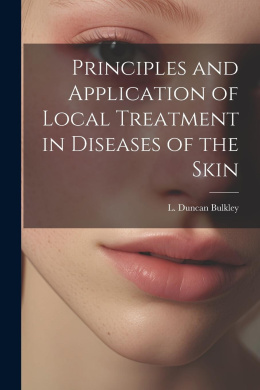 Principles and
Application of
Local Treatment
in Diseases of the
Skin
L. Duncan Bulkley